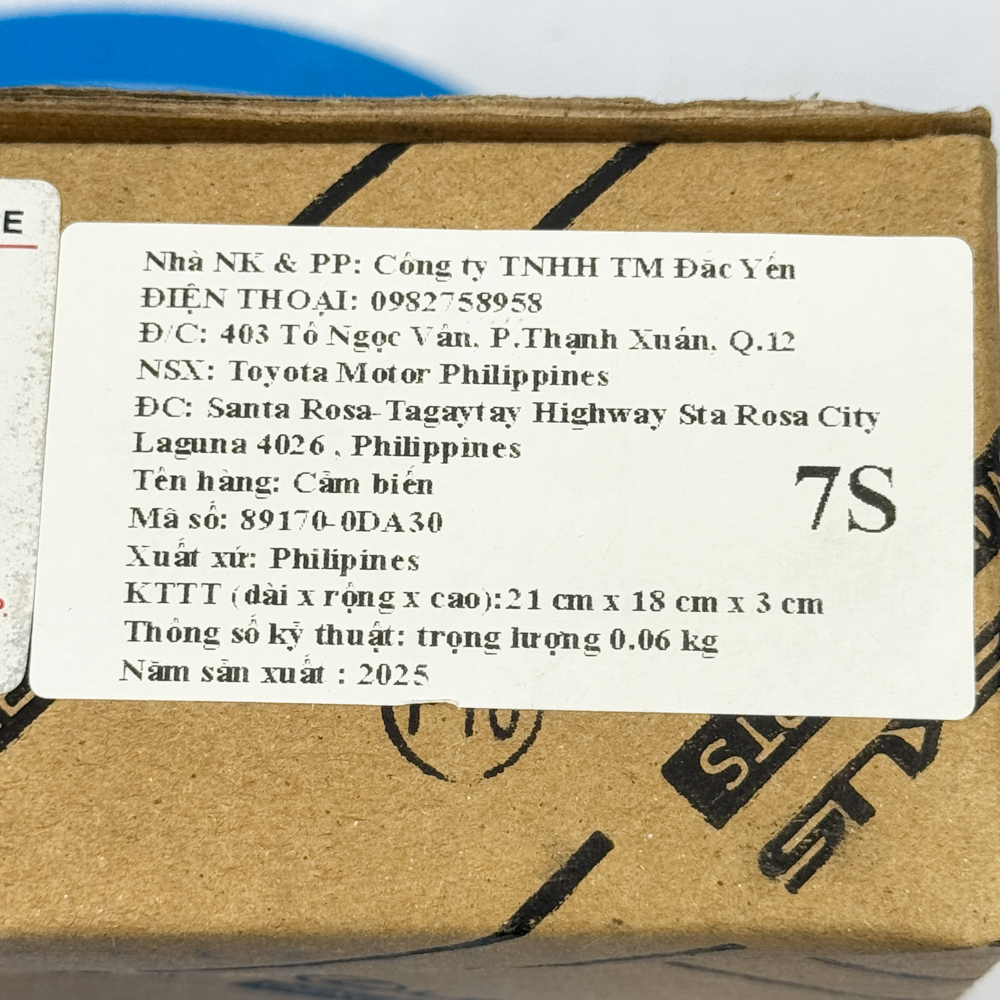 E
Nhà NK & PP: Công ty TNHH TM Đắc Yến
ĐIỆN THOẠI: 0982758958
Đ/C: 403 Tô Ngọc Vân, P.Thạnh Xuân, Q.12
NSX: Toyota Motor Philippines
ĐC: Santa Rosa-Tagaytay Highway Sta Rosa City
Laguna 4026 , Philippines
Tên hàng: Cảm biến
7S
Mã số: 89170-0DA30
Xuất xứ: Philipines
KTTT (dài x rộng x cao):21 cm x 18 cm x 3 cm
Thông số kỹ thuật: trọng lượng 0.06 kg
Năm sản xuất : 2025